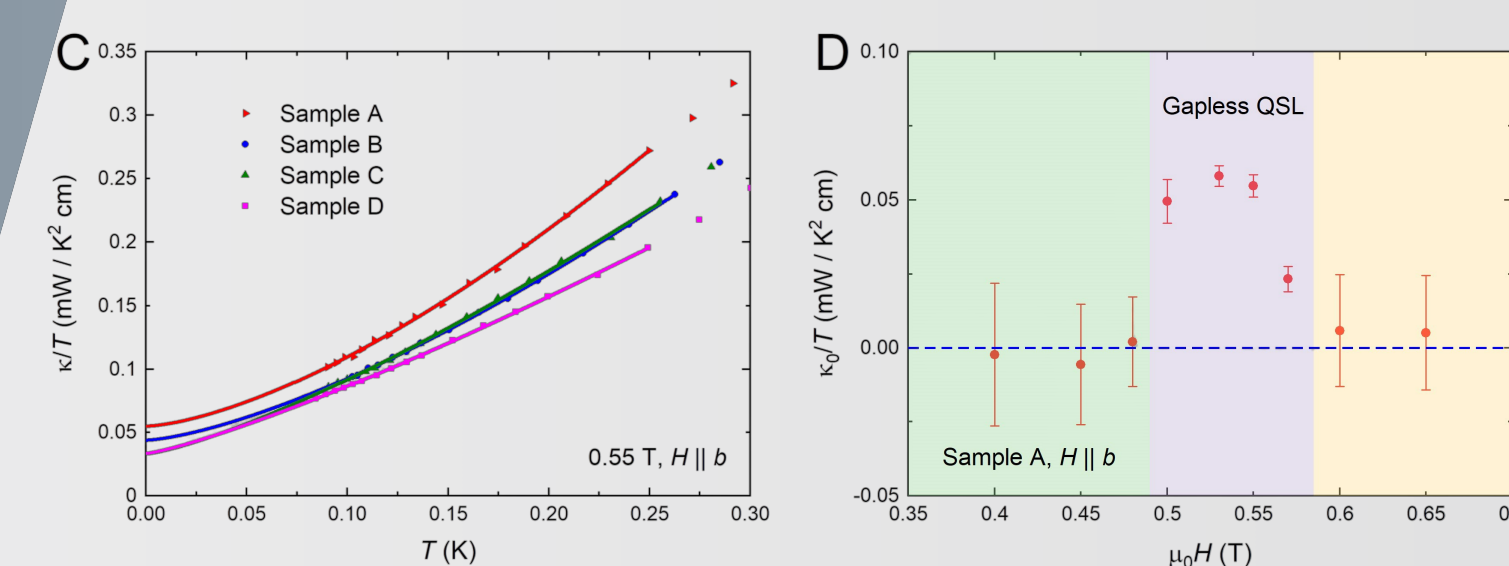 C
0.35
0.3
0.25
0.2
0.15
0.1
0.05
0
κ/T (mW / K² cm)
Sample A
Sample B
Sample C
Sample D
0.55 T, H || b
0.00 0.05 0.10 0.15 0.20 0.25 0.30
T (K)
D
0.10
0.05
0.00
-0.05
κ₀/T (mW / K² cm)
Gapless QSL
Sample A, H || b
0.35 0.4 0.45 0.5 0.55 0.6 0.65
μ₀H (T)